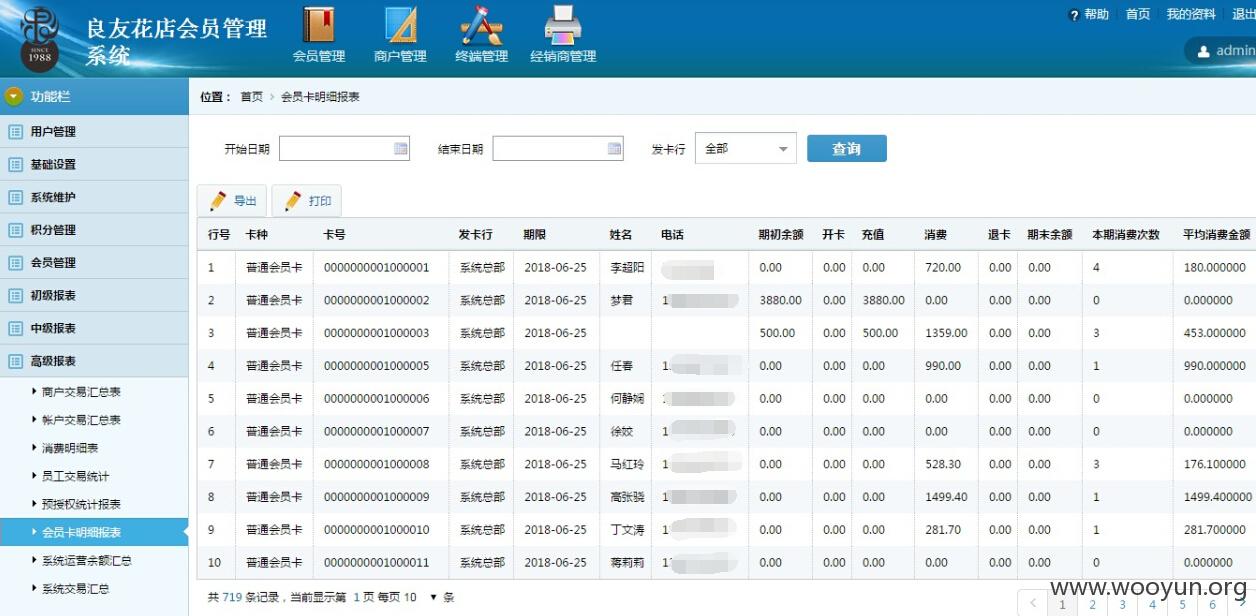 帮助 首页 我的资料 退出
良友花店会员管理
系统
SINCE
1988
会员管理 商户管理 终端管理 经销商管理
admin
功能栏
位置： 首页 > 会员卡明细报表
用户管理
基础设置
系统维护
积分管理
会员管理
初级报表
中级报表
高级报表
商户交易汇总表
帐户交易汇总表
消费明细表
员工交易统计
预授权统计报表
会员卡明细报表
系统运营余额汇总
系统交易汇总
开始日期 结束日期 发卡行 全部 查询
导出 打印
行号 卡种 卡号 发卡行 期限 姓名 电话 期初余额 开卡 充值 消费 退卡 期末余额 本期消费次数 平均消费金额
1 普通会员卡 0000000001000001 系统总部 2018-06-25 李超阳 0.00 0.00 0.00 720.00 0.00 0.00 4 180.000000
2 普通会员卡 0000000001000002 系统总部 2018-06-25 梦君 1 3880.00 0.00 3880.00 0.00 0.00 0.00 0 0.000000
3 普通会员卡 0000000001000003 系统总部 2018-06-25 500.00 0.00 500.00 1359.00 0.00 0.00 3 453.000000
4 普通会员卡 0000000001000005 系统总部 2018-06-25 任春 1 0.00 0.00 0.00 990.00 0.00 0.00 1 990.000000
5 普通会员卡 0000000001000006 系统总部 2018-06-25 何静娴 0.00 0.00 0.00 0.00 0.00 0.00 0 0.000000
6 普通会员卡 0000000001000007 系统总部 2018-06-25 徐姣 1 0.00 0.00 0.00 0.00 0.00 0.00 0 0.000000
7 普通会员卡 0000000001000008 系统总部 2018-06-25 马红玲 1 0.00 0.00 0.00 528.30 0.00 0.00 3 176.100000
8 普通会员卡 0000000001000009 系统总部 2018-06-25 高张骁 1 0.00 0.00 0.00 1499.40 0.00 0.00 1 1499.400000
9 普通会员卡 0000000001000010 系统总部 2018-06-25 丁文涛 1 0.00 0.00 0.00 281.70 0.00 0.00 1 281.700000
10 普通会员卡 0000000001000011 系统总部 2018-06-25 蒋莉莉 1 0.00 0.00 0.00 0.00 0.00 0.00 0 0.000000
共 719 条记录，当前显示第 1 页 每页 10 ▼ 条
< 1 2 3 4 5 6 >
www.wooyun.org